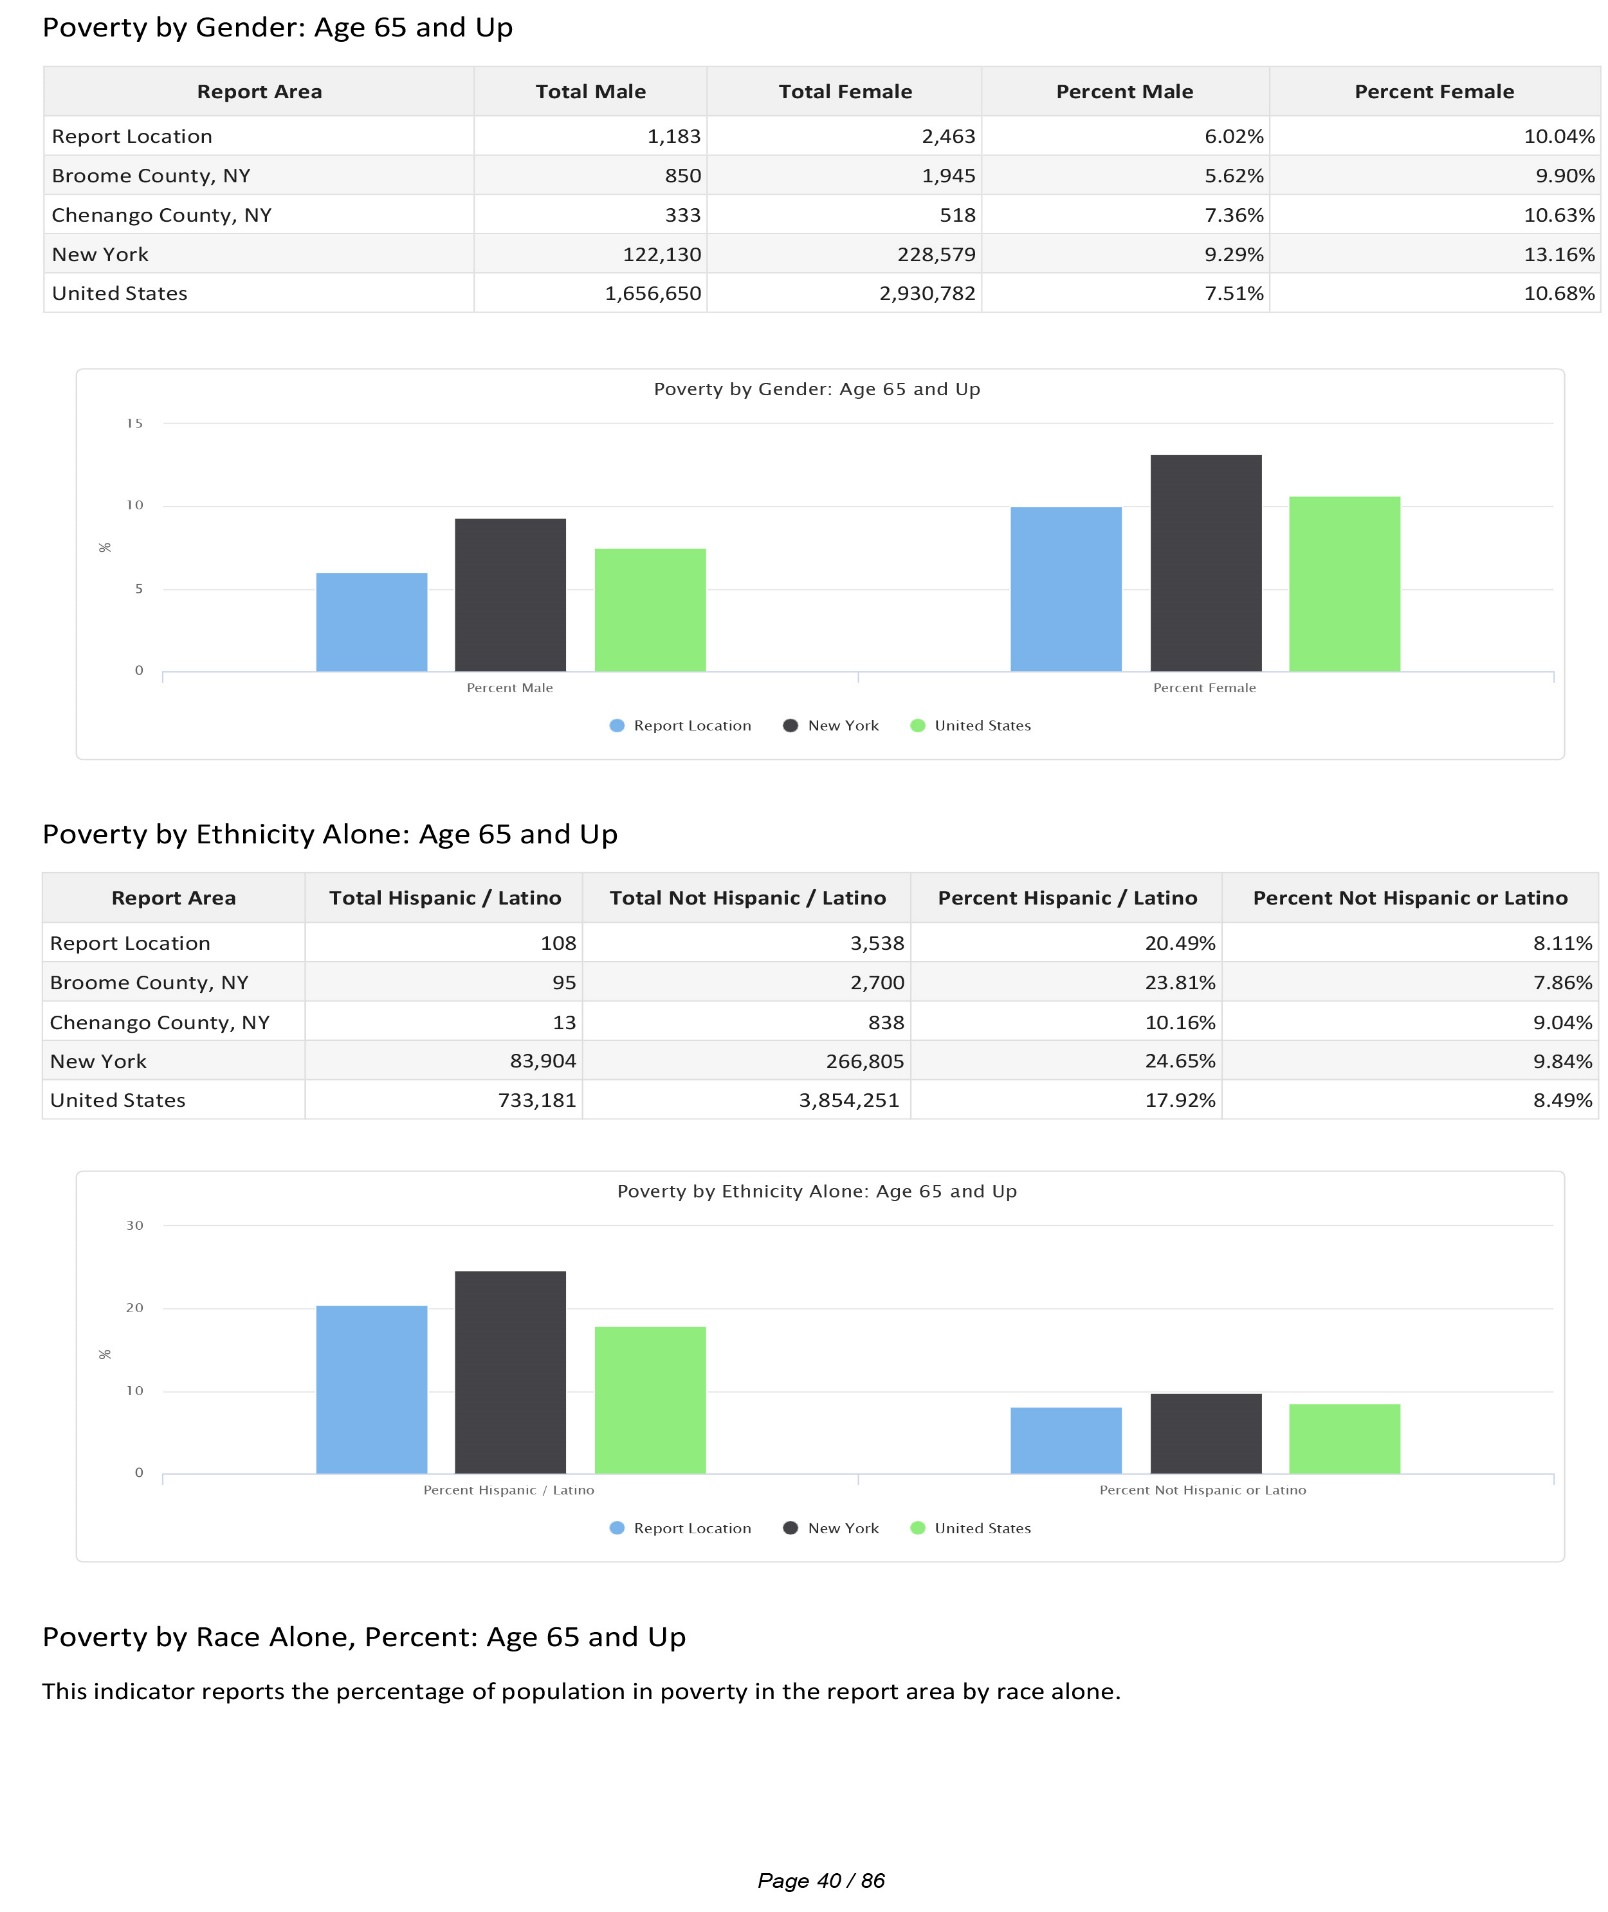 Poverty by Gender: Age 65 and Up
Report Area Total Male Total Female Percent Male Percent Female
Report Location 1,183 2,463 6.02% 10.04%
Broome County, NY 850 1,945 5.62% 9.90%
Chenango County, NY 333 518 7.36% 10.63%
New York 122,130 228,579 9.29% 13.16%
United States 1,656,650 2,930,782 7.51% 10.68%
Poverty by Gender: Age 65 and Up
15
10
%
5
0
Percent Male Percent Female
Report Location New York United States
Poverty by Ethnicity Alone: Age 65 and Up
Report Area Total Hispanic / Latino Total Not Hispanic / Latino Percent Hispanic / Latino Percent Not Hispanic or Latino
Report Location 108 3,538 20.49% 8.11%
Broome County, NY 95 2,700 23.81% 7.86%
Chenango County, NY 13 838 10.16% 9.04%
New York 83,904 266,805 24.65% 9.84%
United States 733,181 3,854,251 17.92% 8.49%
Poverty by Ethnicity Alone: Age 65 and Up
30
20
%
10
0
Percent Hispanic / Latino Percent Not Hispanic or Latino
Report Location New York United States
Poverty by Race Alone, Percent: Age 65 and Up
This indicator reports the percentage of population in poverty in the report area by race alone.
Page 40 / 86